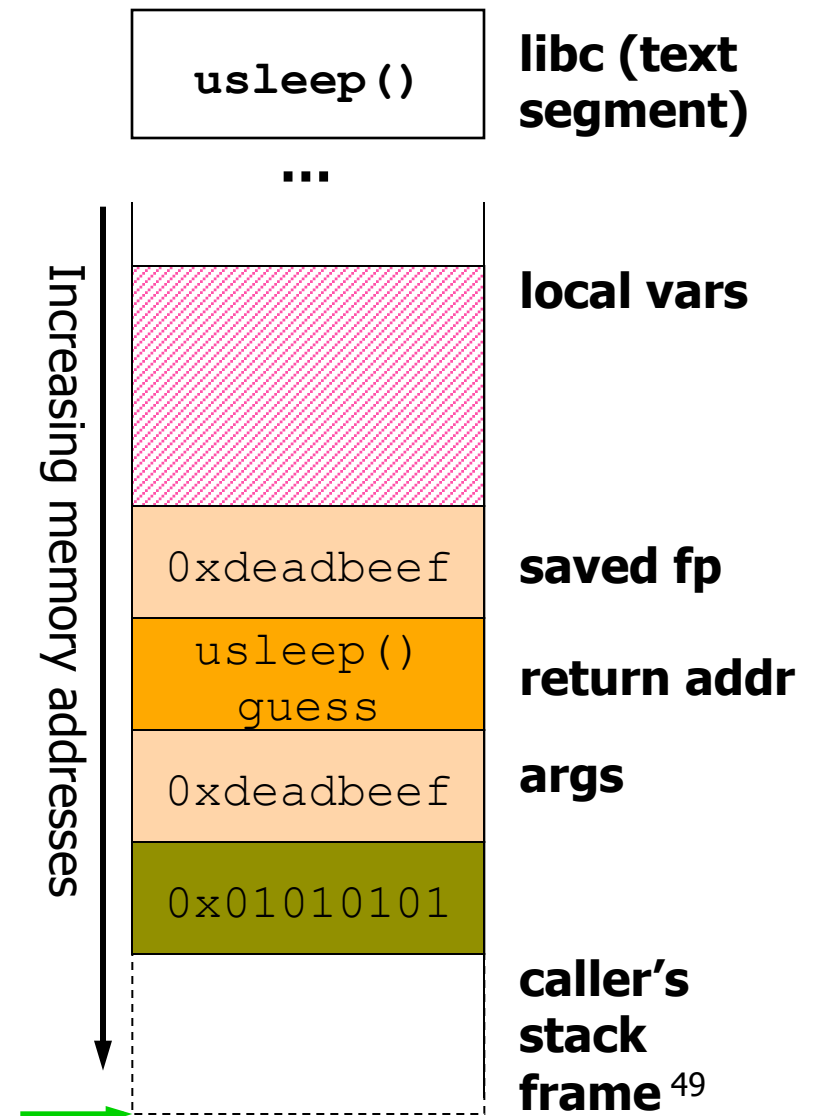 usleep()
libc (text
segment)
...
Increasing memory addresses
local vars
0xdeadbeef
saved fp
usleep()
guess
return addr
0xdeadbeef
args
0x01010101
caller's
stack
frame 49